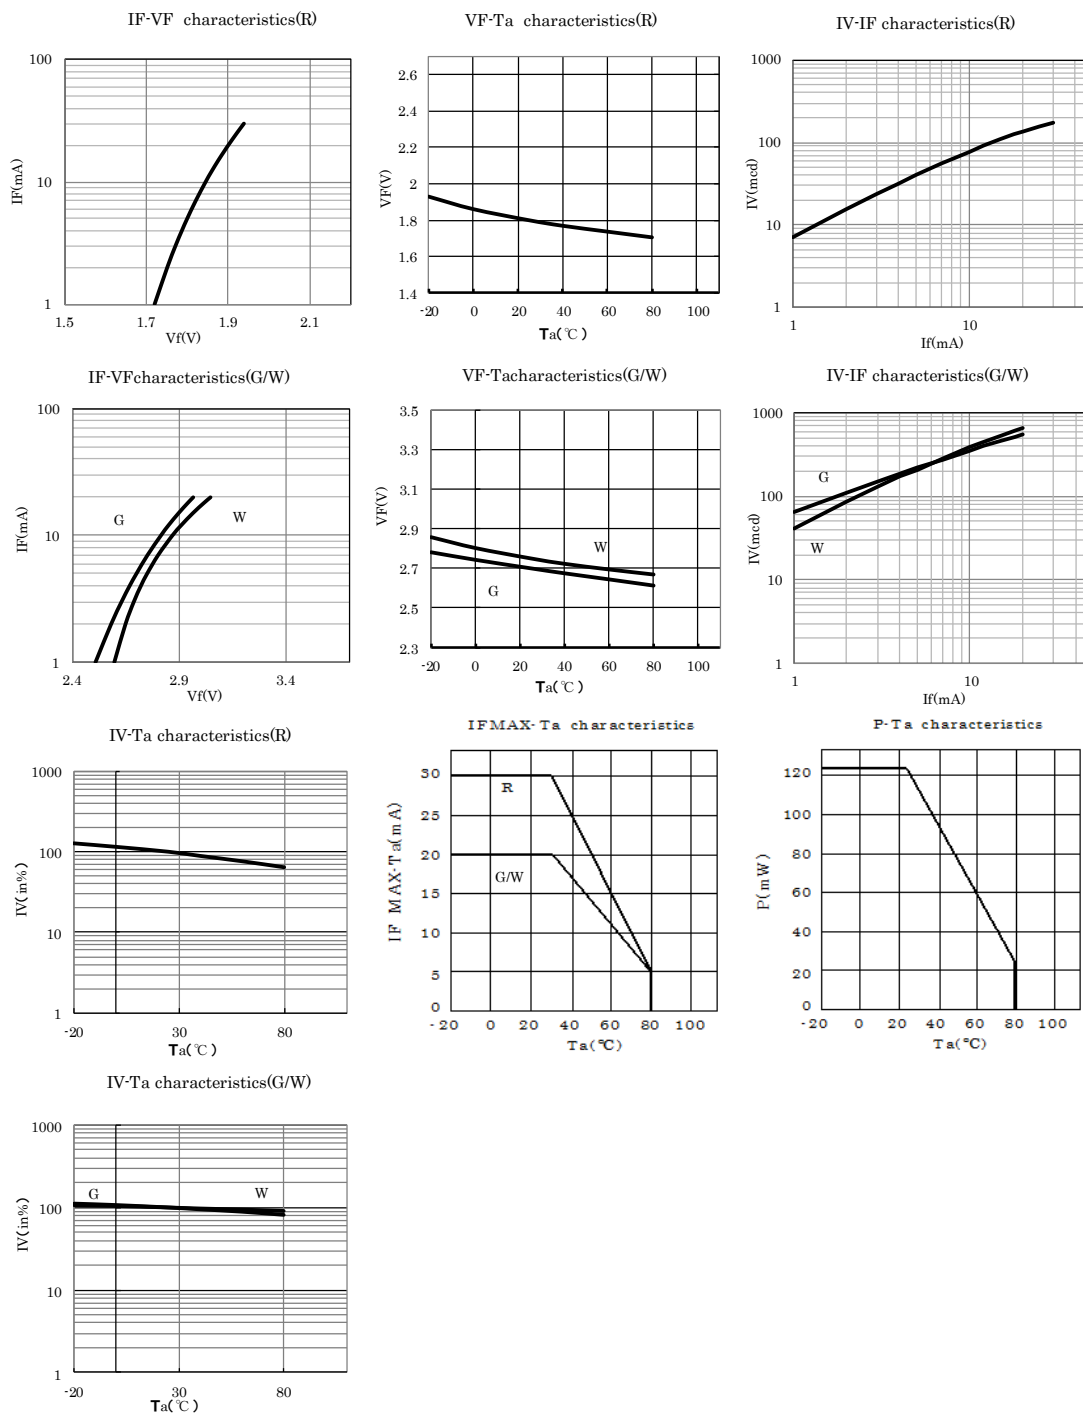 IF-VF characteristics(R)
100
10
1
IF(mA)
1.5 1.7 1.9 2.1
Vf(V)
VF-Ta characteristics(R)
2.6
2.4
2.2
2
1.8
1.6
1.4
VF(V)
-20 0 20 40 60 80 100
Ta(℃)
IV-IF characteristics(R)
1000
100
10
1
IV(mcd)
1 10
If(mA)
IF-VFcharacteristics(G/W)
100
10
1
IF(mA)
G
W
2.4 2.9 3.4
Vf(V)
VF-Tacharacteristics(G/W)
3.5
3.3
3.1
2.9
2.7
2.5
2.3
VF(V)
W
G
-20 0 20 40 60 80 100
Ta(℃)
IV-IF characteristics(G/W)
1000
100
10
1
IV(mcd)
G
W
1 10
If(mA)
IV-Ta characteristics(R)
1000
100
10
1
IV(in%)
-20 30 80
Ta(℃)
IFMAX-Ta characteristics
30
25
20
15
10
5
0
IF MAX-Ta(mA)
R
G/W
-20 0 20 40 60 80 100
Ta(℃)
P-Ta characteristics
120
100
80
60
40
20
0
P(mW)
-20 0 20 40 60 80 100
Ta(℃)
IV-Ta characteristics(G/W)
1000
100
10
1
IV(in%)
G
W
-20 30 80
Ta(℃)